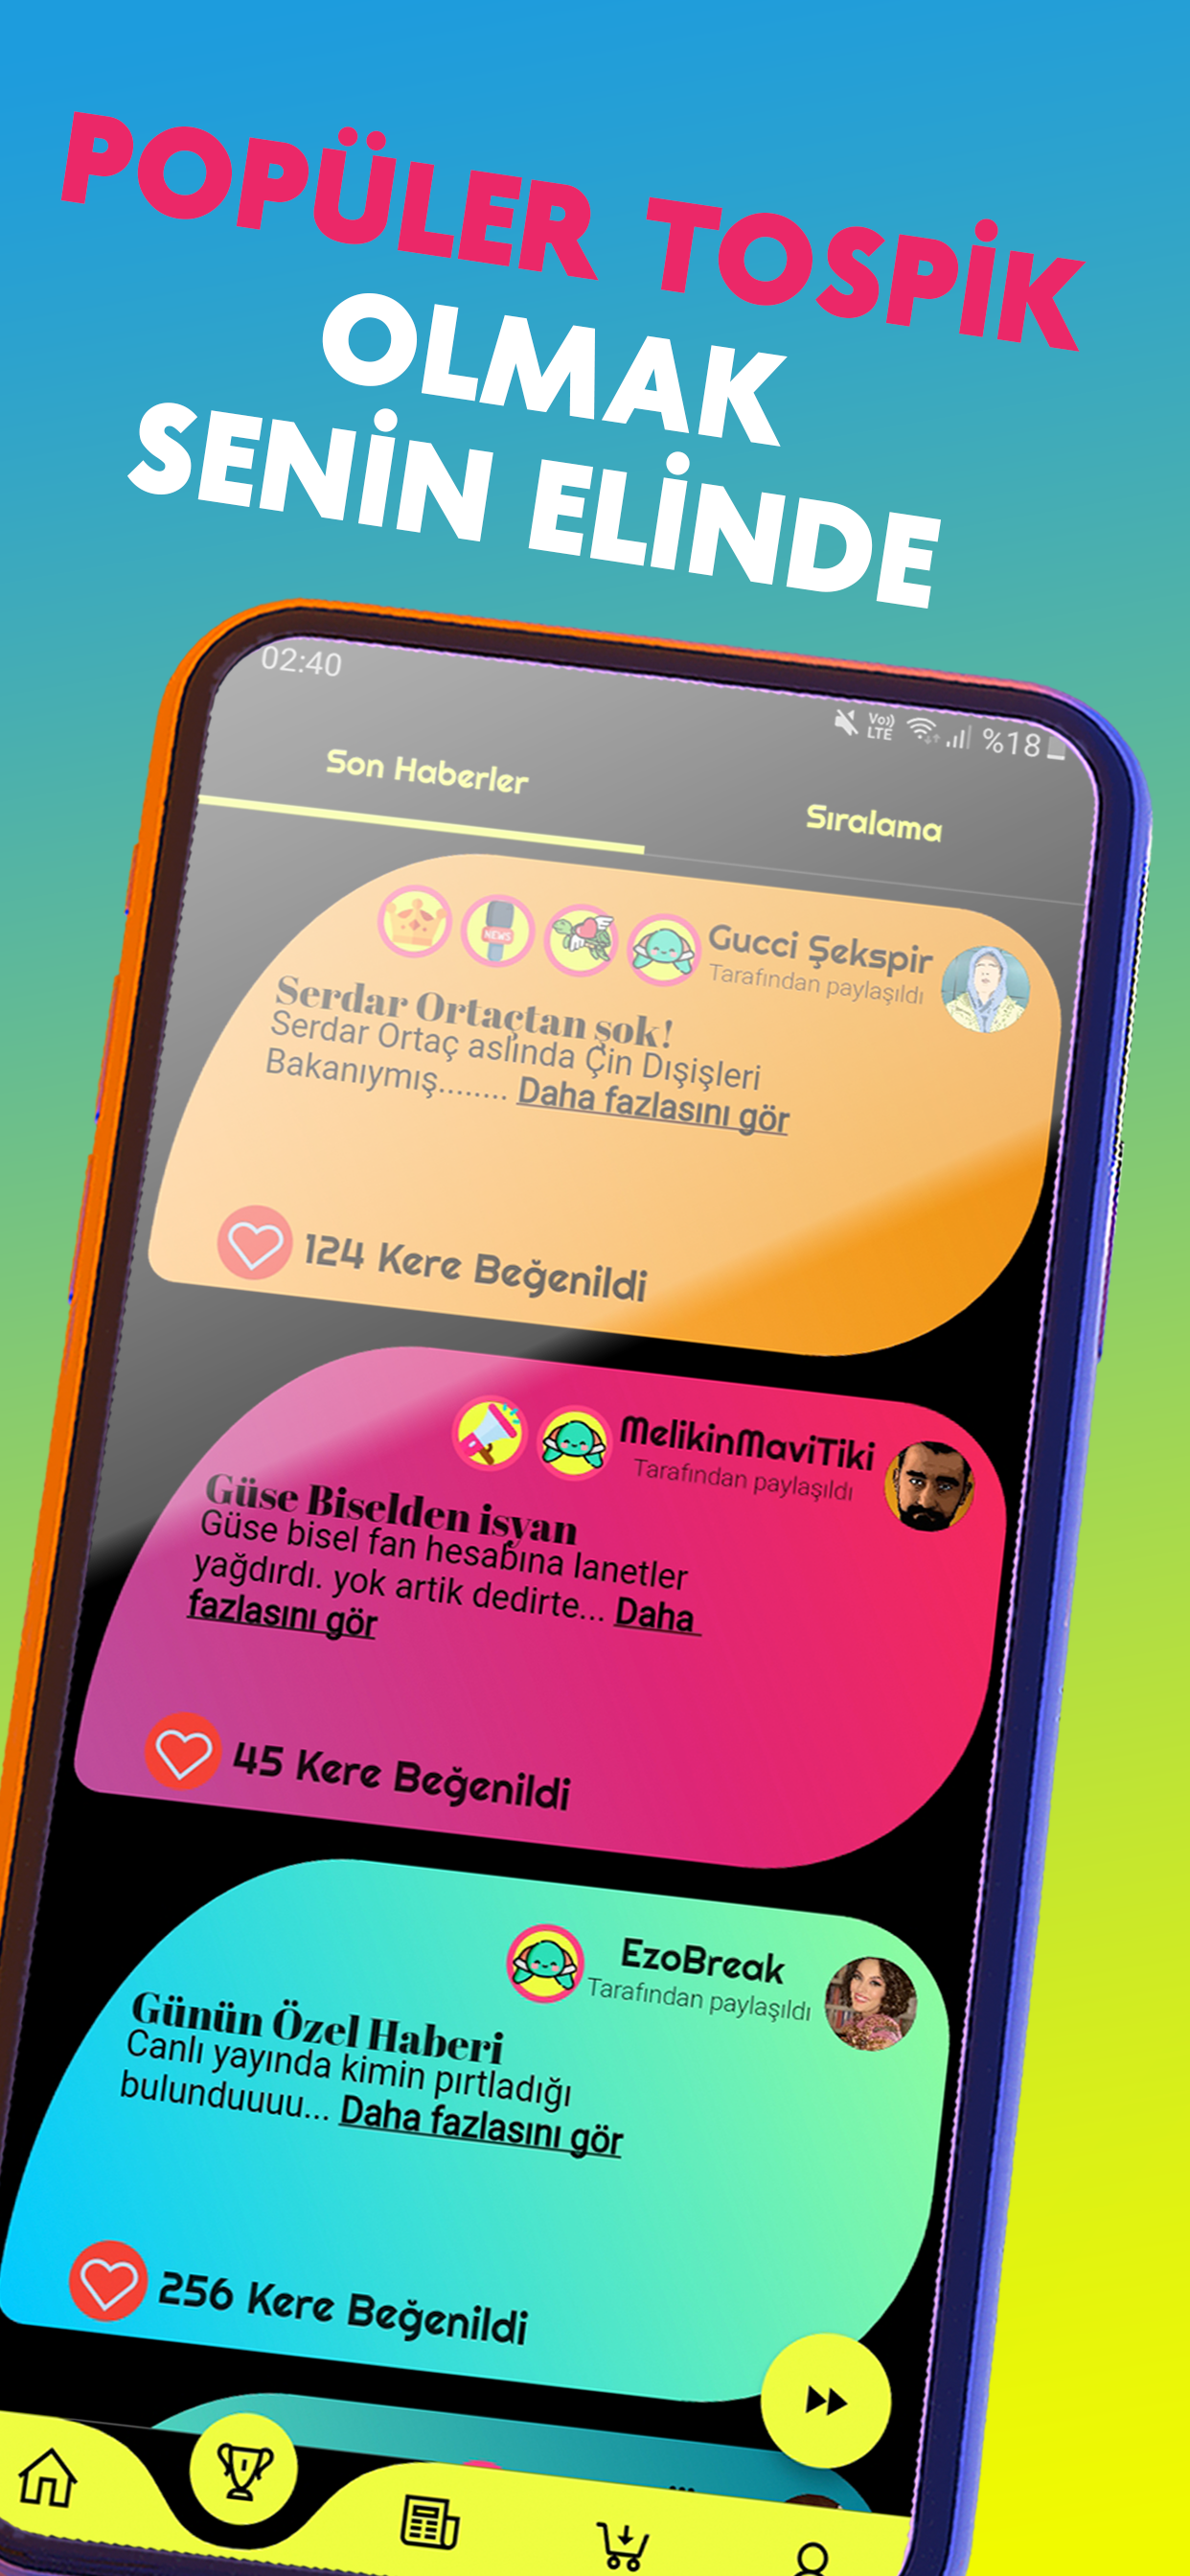 POPÜLER TOSPİK
OLMAK
SENİN ELİNDE
02:40
Vo)) LTE %18
Son Haberler
Sıralama
Gucci Şekspir
Tarafından paylaşıldı
NEWS
Serdar Ortaçtan şok!
Serdar Ortaç aslında Çin Dışişleri
Bakanıymış........ Daha fazlasını gör
124 Kere Beğenildi
MelikinMaviTiki
Tarafından paylaşıldı
Güse Biselden isyan
Güse bisel fan hesabına lanetler
yağdırdı. yok artik dedirte... Daha
fazlasını gör
45 Kere Beğenildi
EzoBreak
Tarafından paylaşıldı
Günün Özel Haberi
Canlı yayında kimin pırtladığı
bulunduuuu... Daha fazlasını gör
256 Kere Beğenildi